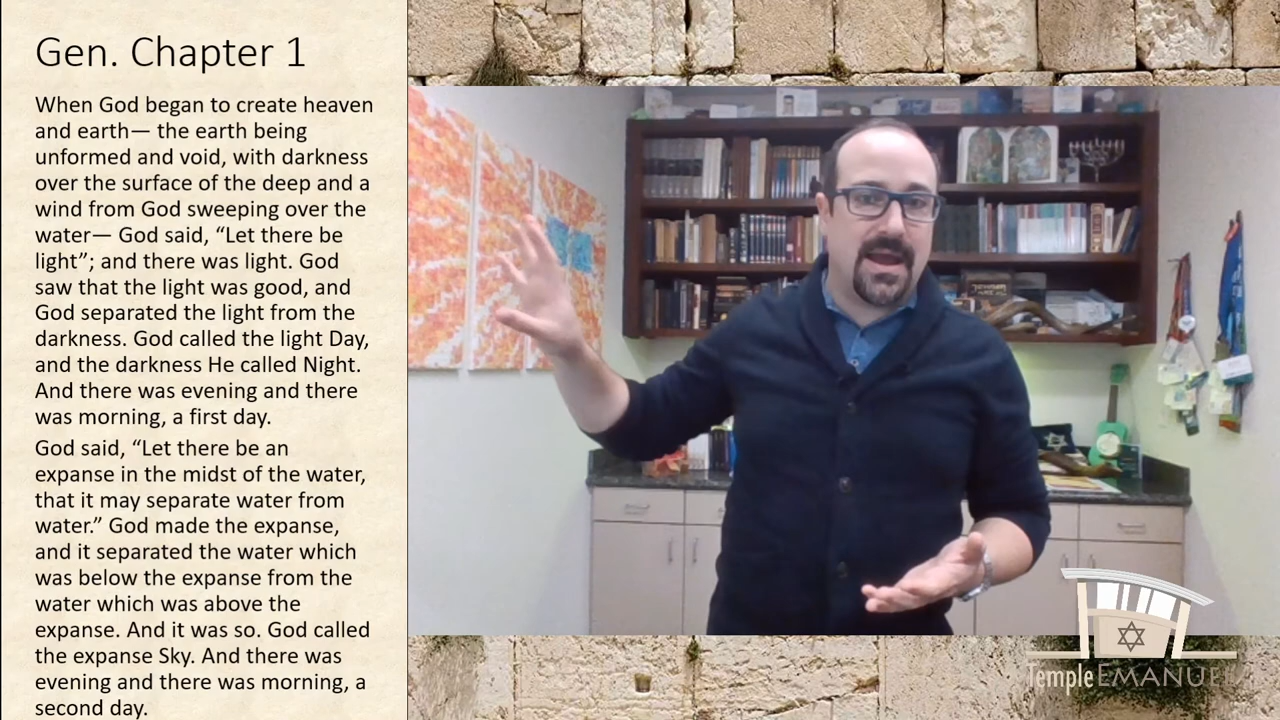 Gen. Chapter 1
When God began to create heaven
and earth— the earth being
unformed and void, with darkness
over the surface of the deep and a
wind from God sweeping over the
water— God said, “Let there be
light”; and there was light. God
saw that the light was good, and
God separated the light from the
darkness. God called the light Day,
and the darkness He called Night.
And there was evening and there
was morning, a first day.
God said, “Let there be an
expanse in the midst of the water,
that it may separate water from
water.” God made the expanse,
and it separated the water which
was below the expanse from the
water which was above the
expanse. And it was so. God called
the expanse Sky. And there was
evening and there was morning, a
second day.
Temple EMANUEL